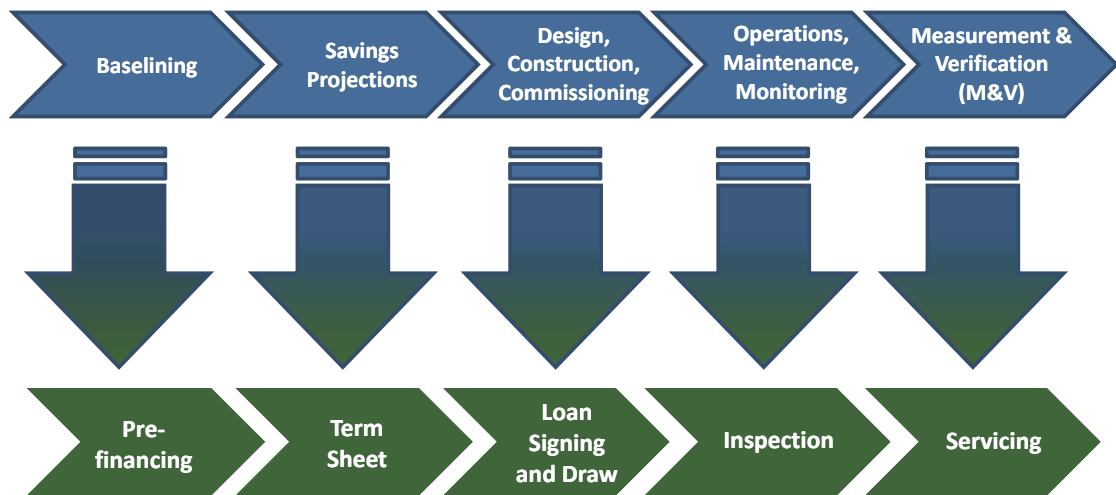 Baselining
Savings
Projections
Design,
Construction,
Commissioning
Operations,
Maintenance,
Monitoring
Measurement &
Verification
(M&V)
Pre-
financing
Term
Sheet
Loan
Signing
and Draw
Inspection
Servicing